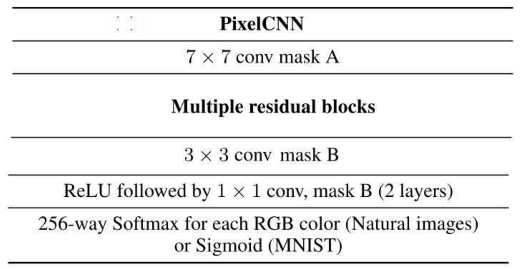 PixelCNN
7 × 7 conv mask A
Multiple residual blocks
3 × 3 conv mask B
ReLU followed by 1 × 1 conv, mask B (2 layers)
256-way Softmax for each RGB color (Natural images)
or Sigmoid (MNIST)